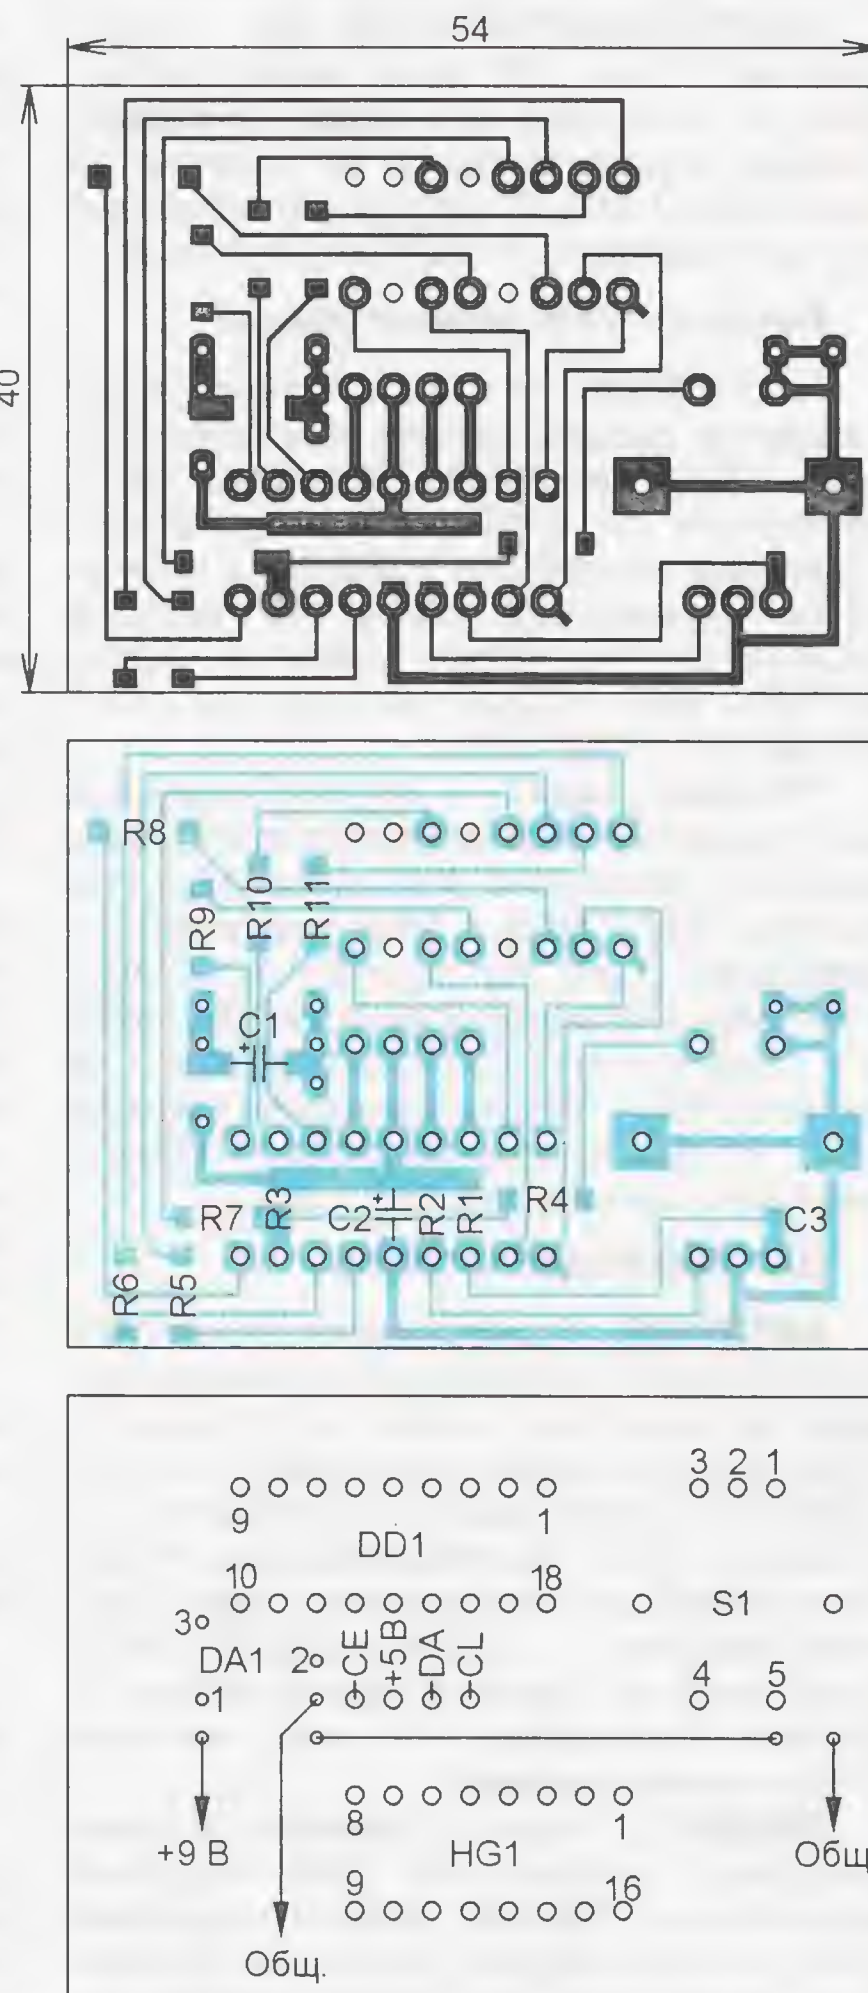 54
40
R8
R10
R11
R9
C1
R7
R3
C2
+
R2
R1
R4
C3
R6
R5
3 2 1
9
1
DD1
10
18
S1
3
DA1
2
CE
+5 В
DA
CL
1
4
5
8
1
+9 В
HG1
Общ
9
16
Общ.